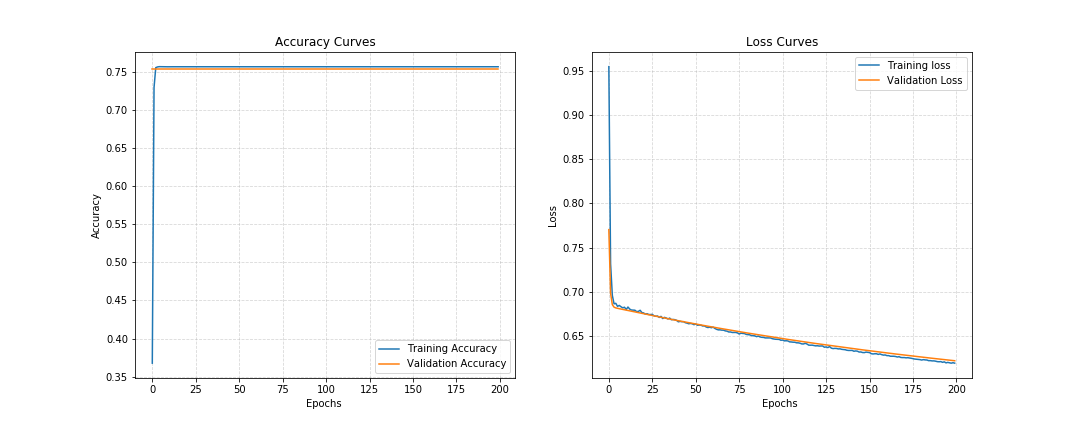 Accuracy Curves
Accuracy
0.75
0.70
0.65
0.60
0.55
0.50
0.45
0.40
0.35
Training Accuracy
Validation Accuracy
0 25 50 75 100 125 150 175 200
Epochs
Loss Curves
Loss
0.95
0.90
0.85
0.80
0.75
0.70
0.65
Training loss
Validation Loss
0 25 50 75 100 125 150 175 200
Epochs